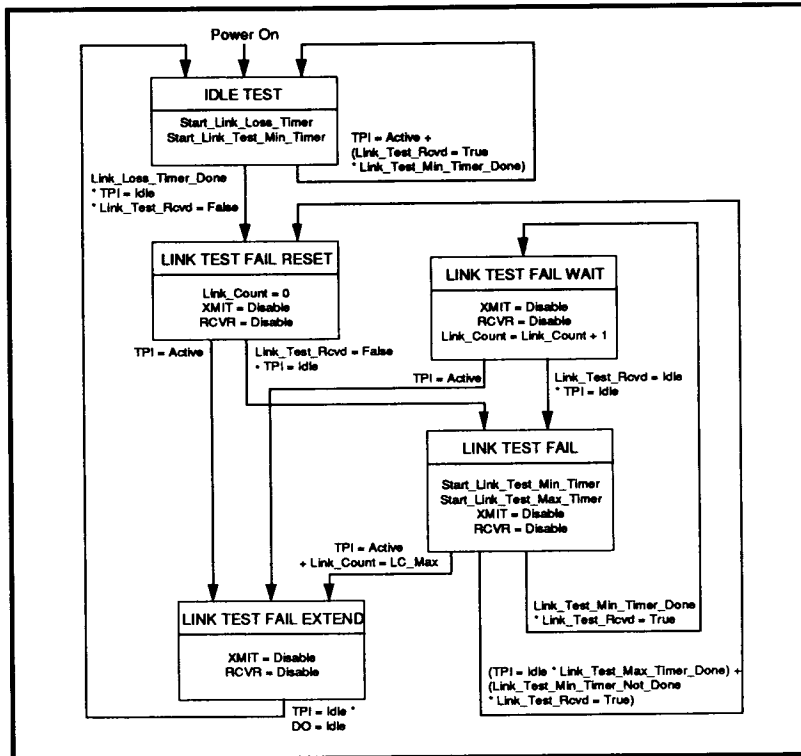 Power On
IDLE TEST
Start_Link_Loss_Timer
Start_Link_Test_Min_Timer
TPI = Active +
(Link_Test_Rcvd = True
* Link_Test_Min_Timer_Done)
Link_Loss_Timer_Done
* TPI = Idle
* Link_Test_Rcvd = False
LINK TEST FAIL RESET
Link_Count = 0
XMIT = Disable
RCVR = Disable
LINK TEST FAIL WAIT
XMIT = Disable
RCVR = Disable
Link_Count = Link_Count + 1
TPI = Active
Link_Test_Rcvd = False
* TPI = Idle
TPI = Active
Link_Test_Rcvd = Idle
* TPI = Idle
LINK TEST FAIL
Start_Link_Test_Min_Timer
Start_Link_Test_Max_Timer
XMIT = Disable
RCVR = Disable
TPI = Active
+ Link_Count = LC_Max
LINK TEST FAIL EXTEND
XMIT = Disable
RCVR = Disable
Link_Test_Min_Timer_Done
* Link_Test_Rcvd = True
(TPI = Idle * Link_Test_Max_Timer_Done) +
(Link_Test_Min_Timer_Not_Done
* Link_Test_Rcvd = True)
TPI = Idle *
DO = Idle